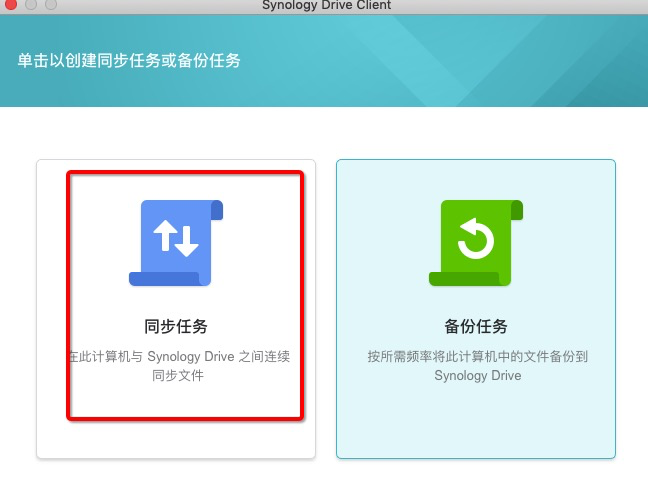 Synology Drive Client
单击以创建同步任务或备份任务
同步任务
在此计算机与 Synology Drive 之间连续
同步文件
备份任务
按所需频率将此计算机中的文件备份到
Synology Drive